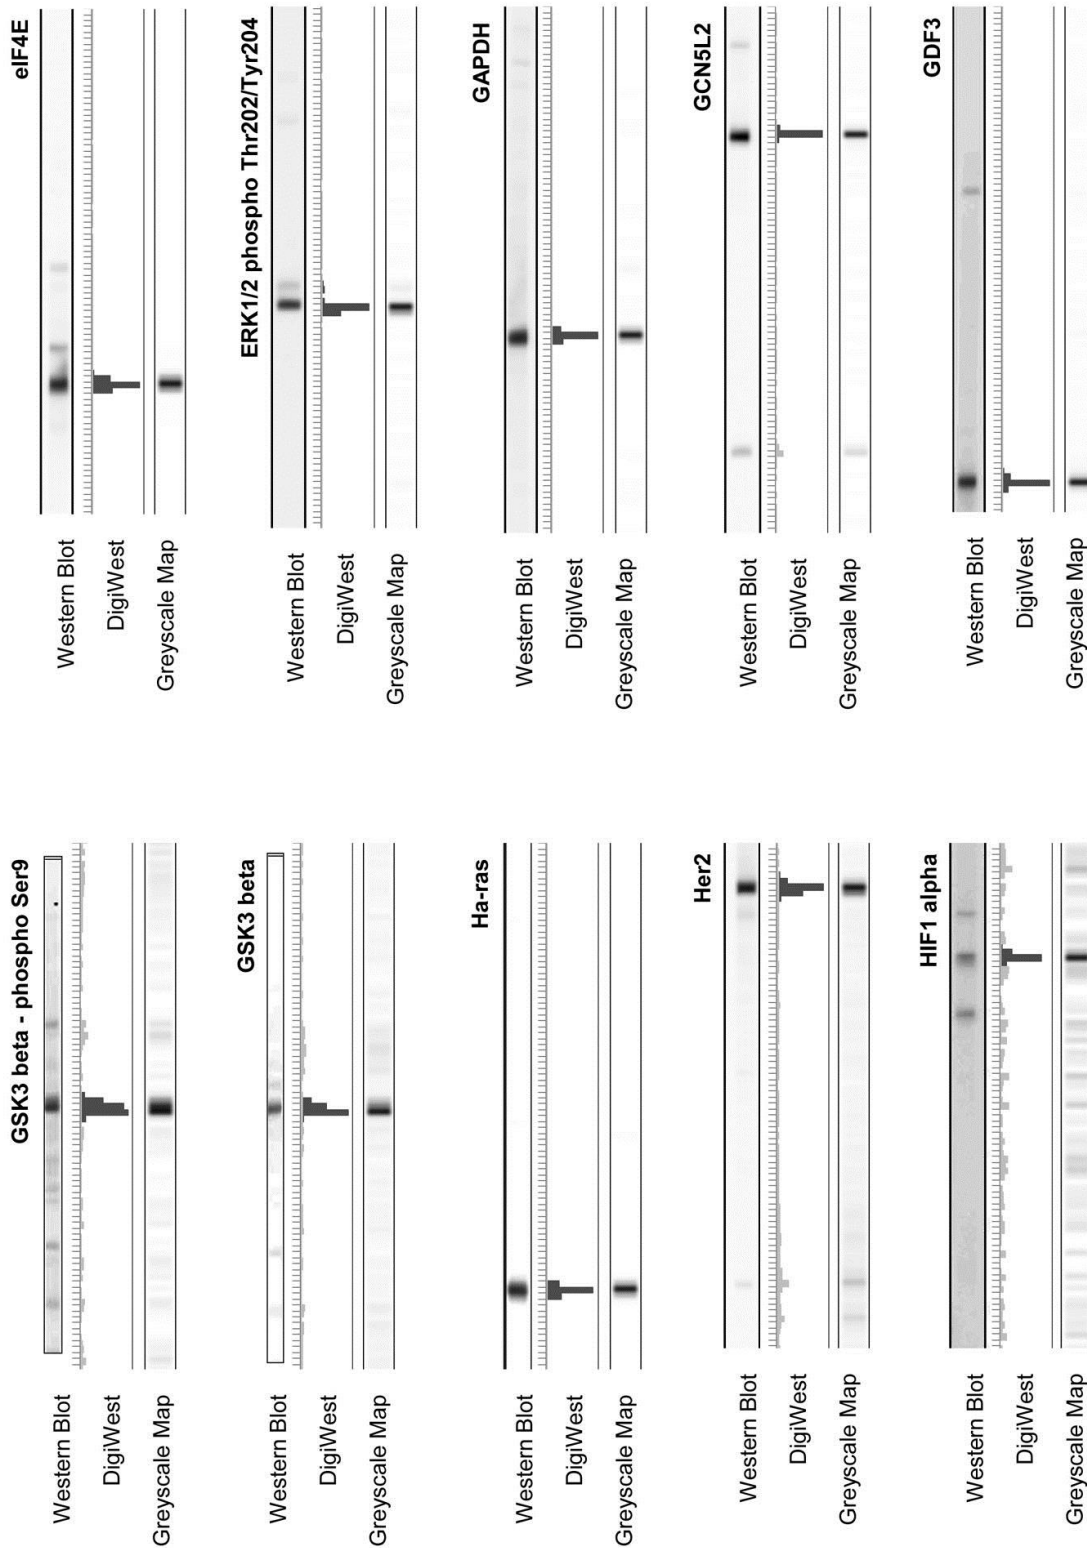 GSK3 beta - phospho Ser9
Western Blot
DigiWest
Greyscale Map
GSK3 beta
Western Blot
DigiWest
Greyscale Map
Ha-ras
Western Blot
DigiWest
Greyscale Map
Her2
Western Blot
DigiWest
Greyscale Map
HIF1 alpha
Western Blot
DigiWest
Greyscale Map
eIF4E
Western Blot
DigiWest
Greyscale Map
ERK1/2 phospho Thr202/Tyr204
Western Blot
DigiWest
Greyscale Map
GAPDH
Western Blot
DigiWest
Greyscale Map
GCN5L2
Western Blot
DigiWest
Greyscale Map
GDF3
Western Blot
DigiWest
Greyscale Map